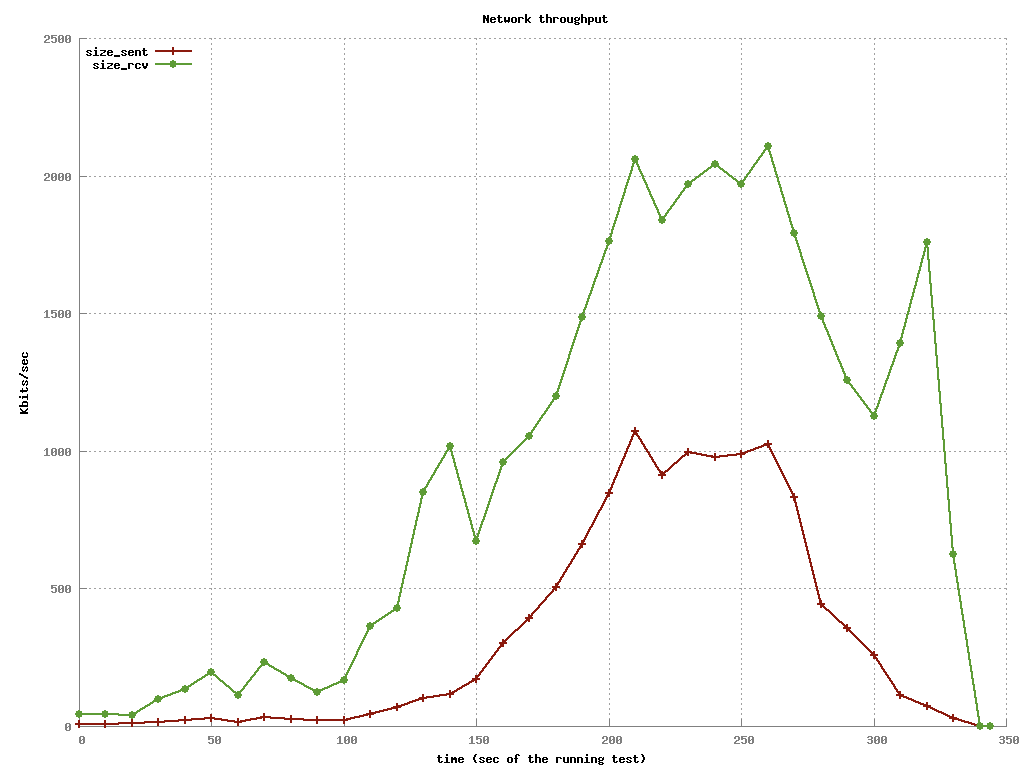 Network throughput
2500
size_sent
size_rcv
2000
1500
Kbits/sec
1000
500
0
0 50 100 150 200 250 300 350
time (sec of the running test)